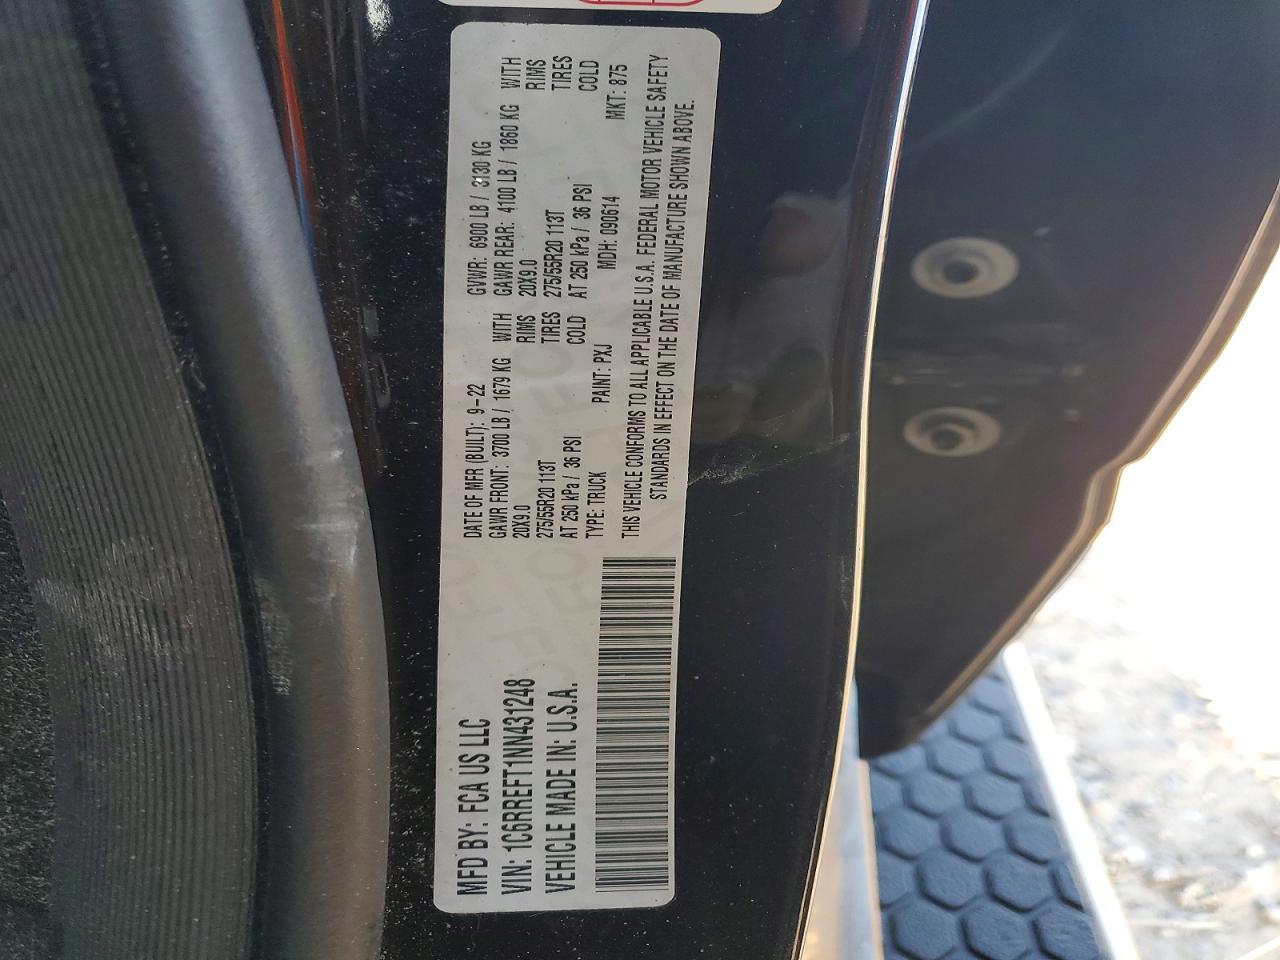 MFD BY: FCA US LLC
VIN: 1C6RREFT1NN431248
VEHICLE MADE IN: U.S.A.
DATE OF MFR (BUILT): 9-22 GVWR: 6900 LB / 3130 KG
GAWR FRONT: 3700 LB / 1679 KG WITH GAWR REAR: 4100 LB / 1860 KG WITH
20X9.0 RIMS 20X9.0 RIMS
275/55R20 113T TIRES 275/55R20 113T TIRES
AT 250 kPa / 36 PSI COLD AT 250 kPa / 36 PSI COLD
TYPE: TRUCK PAINT: PXJ MDH: 090614 MKT: 875
THIS VEHICLE CONFORMS TO ALL APPLICABLE U.S.A. FEDERAL MOTOR VEHICLE SAFETY
STANDARDS IN EFFECT ON THE DATE OF MANUFACTURE SHOWN ABOVE.